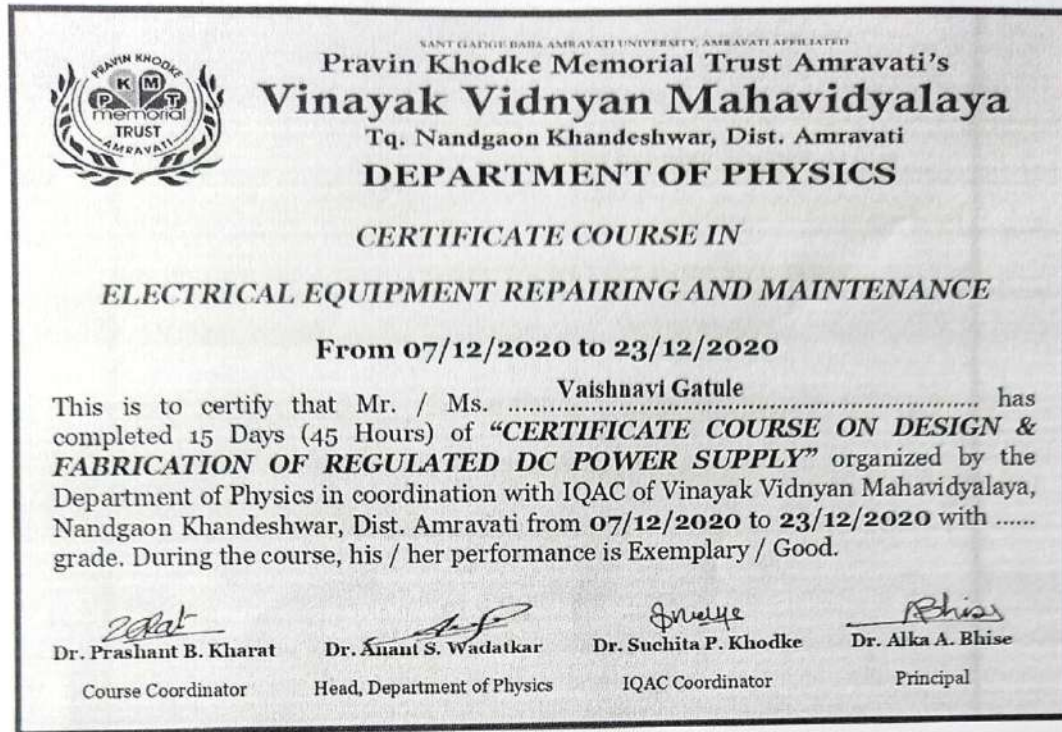 SANT GADGE BABA AMRAVATI UNIVERSITY, AMRAVATI AFFILIATED
Pravin Khodke Memorial Trust Amravati's
Vinayak Vidnyan Mahavidyalaya
Tq. Nandgaon Khandeshwar, Dist. Amravati
DEPARTMENT OF PHYSICS
PRAVIN KHODKE
K M
P T
memorial
TRUST
AMRAVATI
CERTIFICATE COURSE IN
ELECTRICAL EQUIPMENT REPAIRING AND MAINTENANCE
From 07/12/2020 to 23/12/2020
Vaishnavi Gatule
This is to certify that Mr. / Ms. .......................................................................... has
completed 15 Days (45 Hours) of “CERTIFICATE COURSE ON DESIGN &
FABRICATION OF REGULATED DC POWER SUPPLY” organized by the
Department of Physics in coordination with IQAC of Vinayak Vidnyan Mahavidyalaya,
Nandgaon Khandeshwar, Dist. Amravati from 07/12/2020 to 23/12/2020 with ......
grade. During the course, his / her performance is Exemplary / Good.
Bhise
Dr. Prashant B. Kharat Dr. Anant S. Wadatkar Dr. Suchita P. Khodke Dr. Alka A. Bhise
Course Coordinator Head, Department of Physics IQAC Coordinator Principal